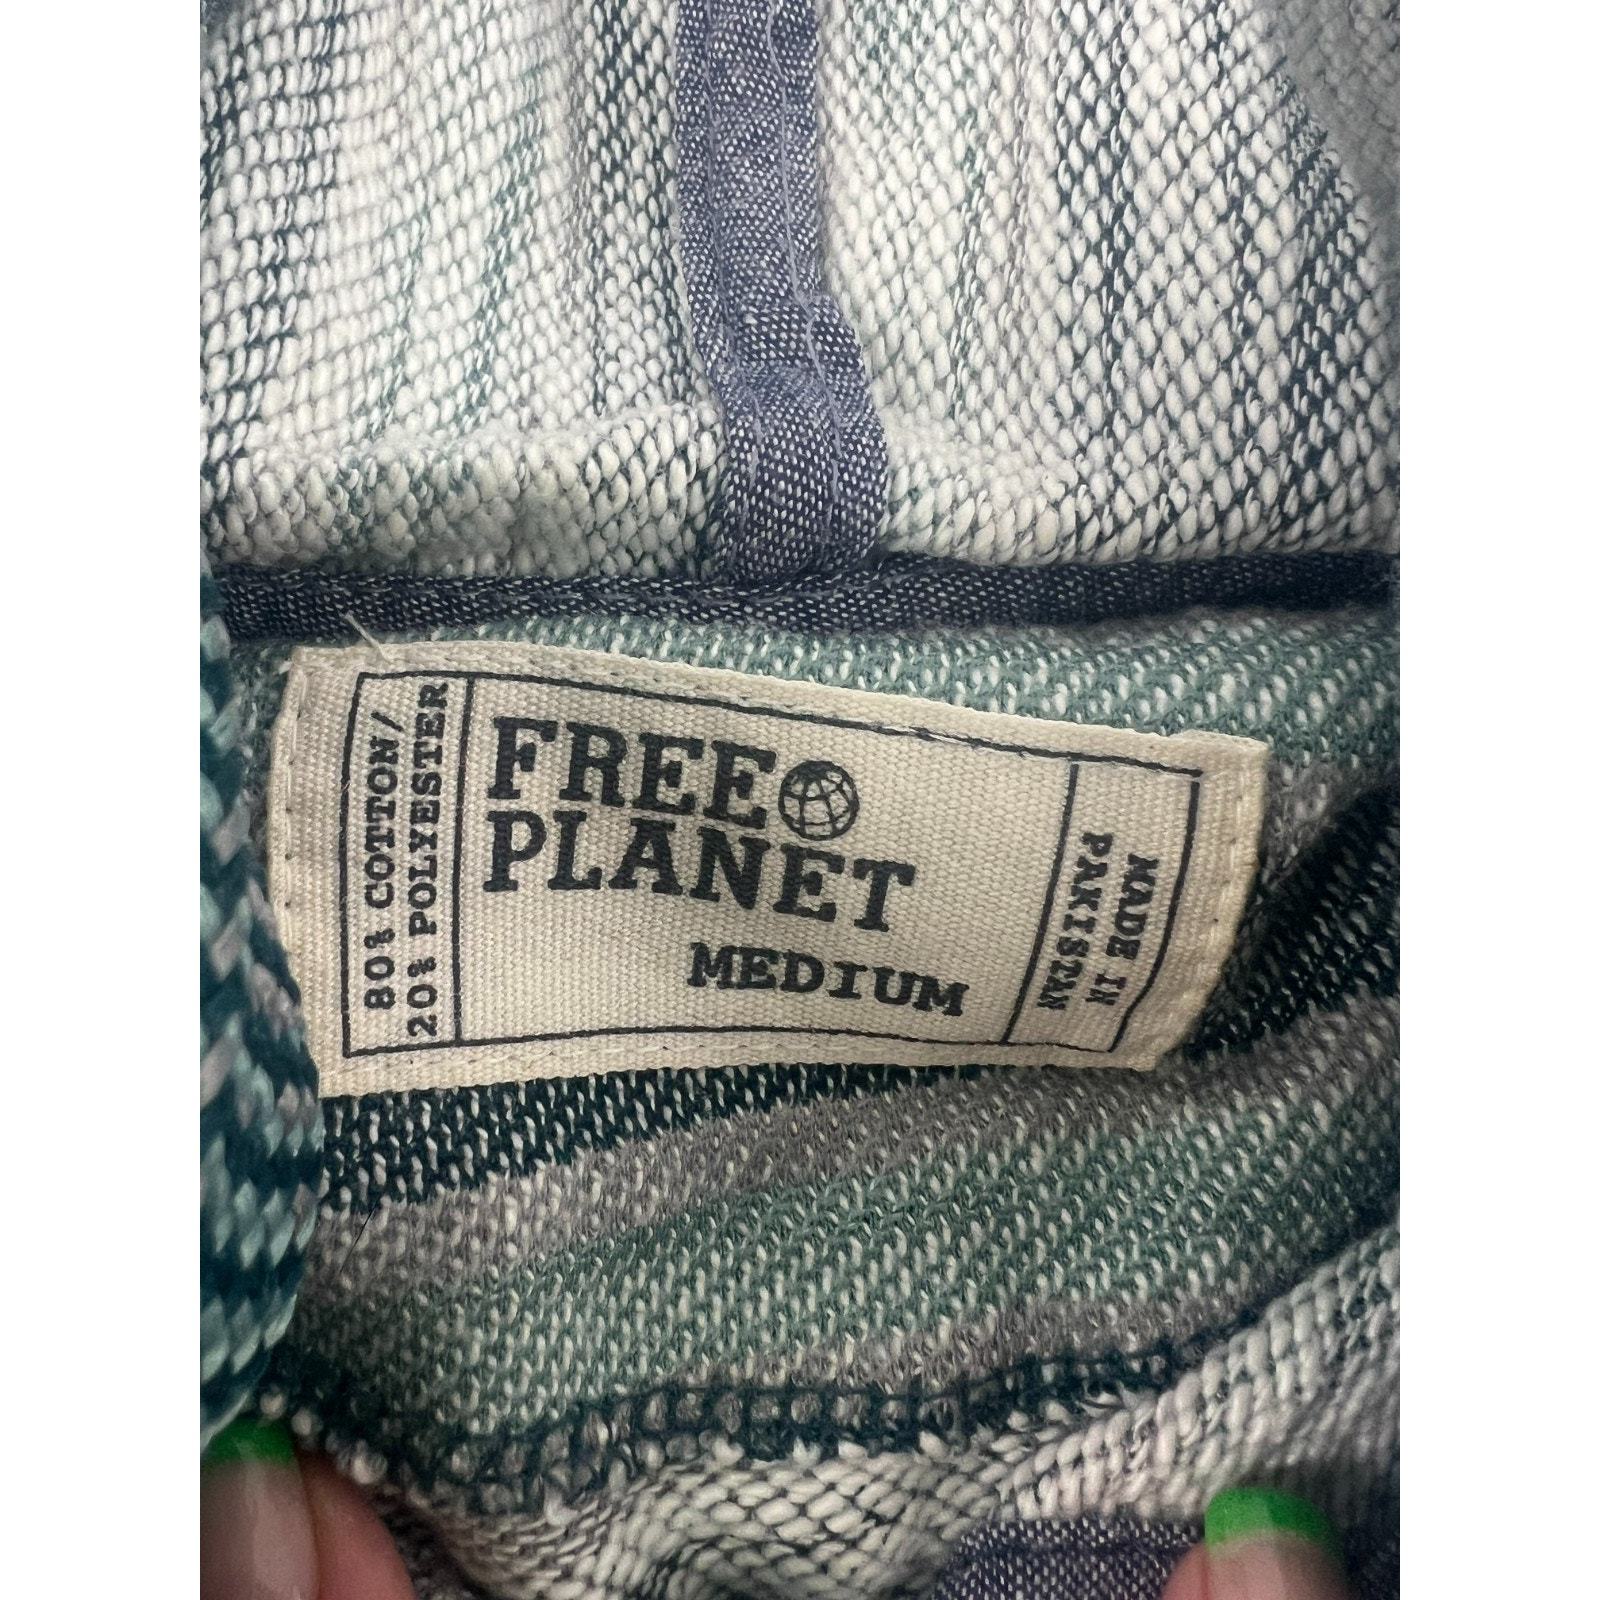 80% COTTON/
20% POLYESTER
FREE
PLANET
MEDIUM
MADE IN
PAKISTAN